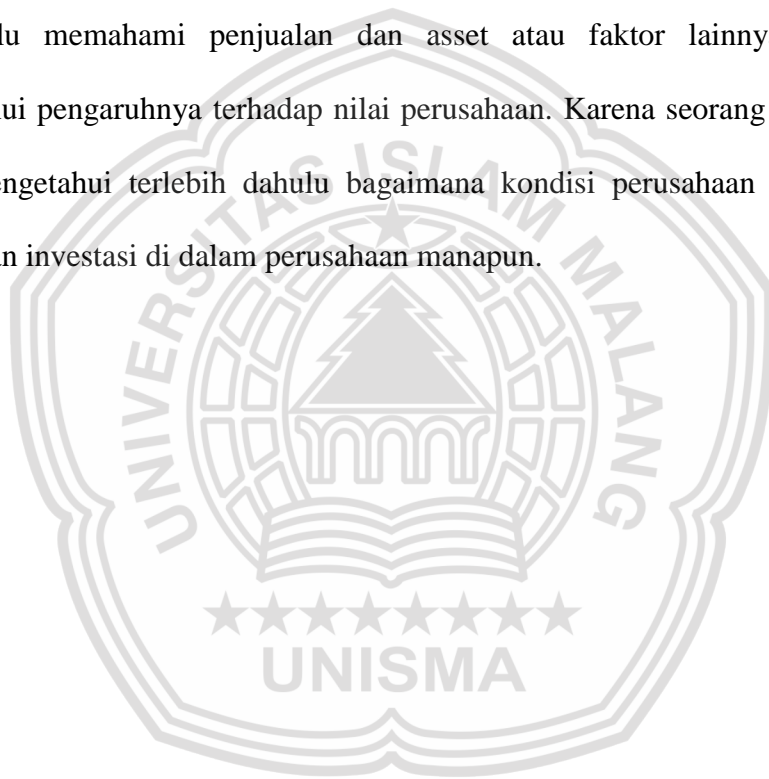 lu memahami penjualan dan asset atau faktor lainny
ui pengaruhnya terhadap nilai perusahaan. Karena seorang
engetahui terlebih dahulu bagaimana kondisi perusahaan
an investasi di dalam perusahaan manapun.
UNIVERSITAS ISLAM MALANG
UNISMA